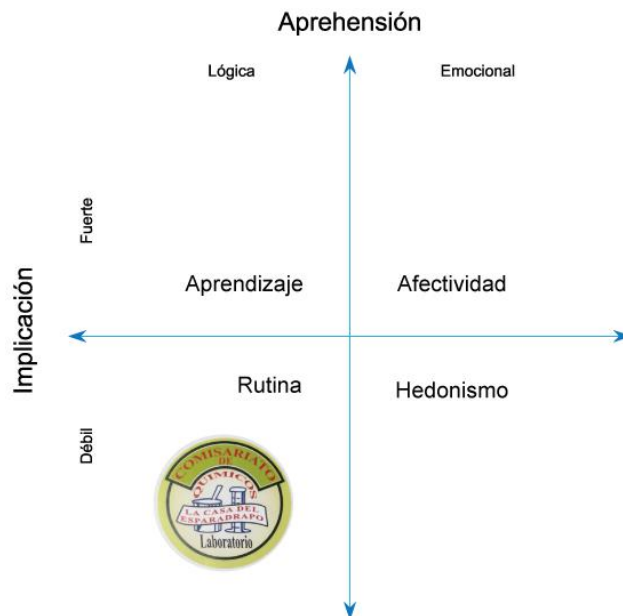 Aprehensión
Lógica
Emocional
Implicación
Fuerte
Débil
Aprendizaje
Afectividad
Rutina
Hedonismo
COMISARIATO
DE
QUIMICOS
LA CASA DEL
ESPARADRAPO
Laboratorio